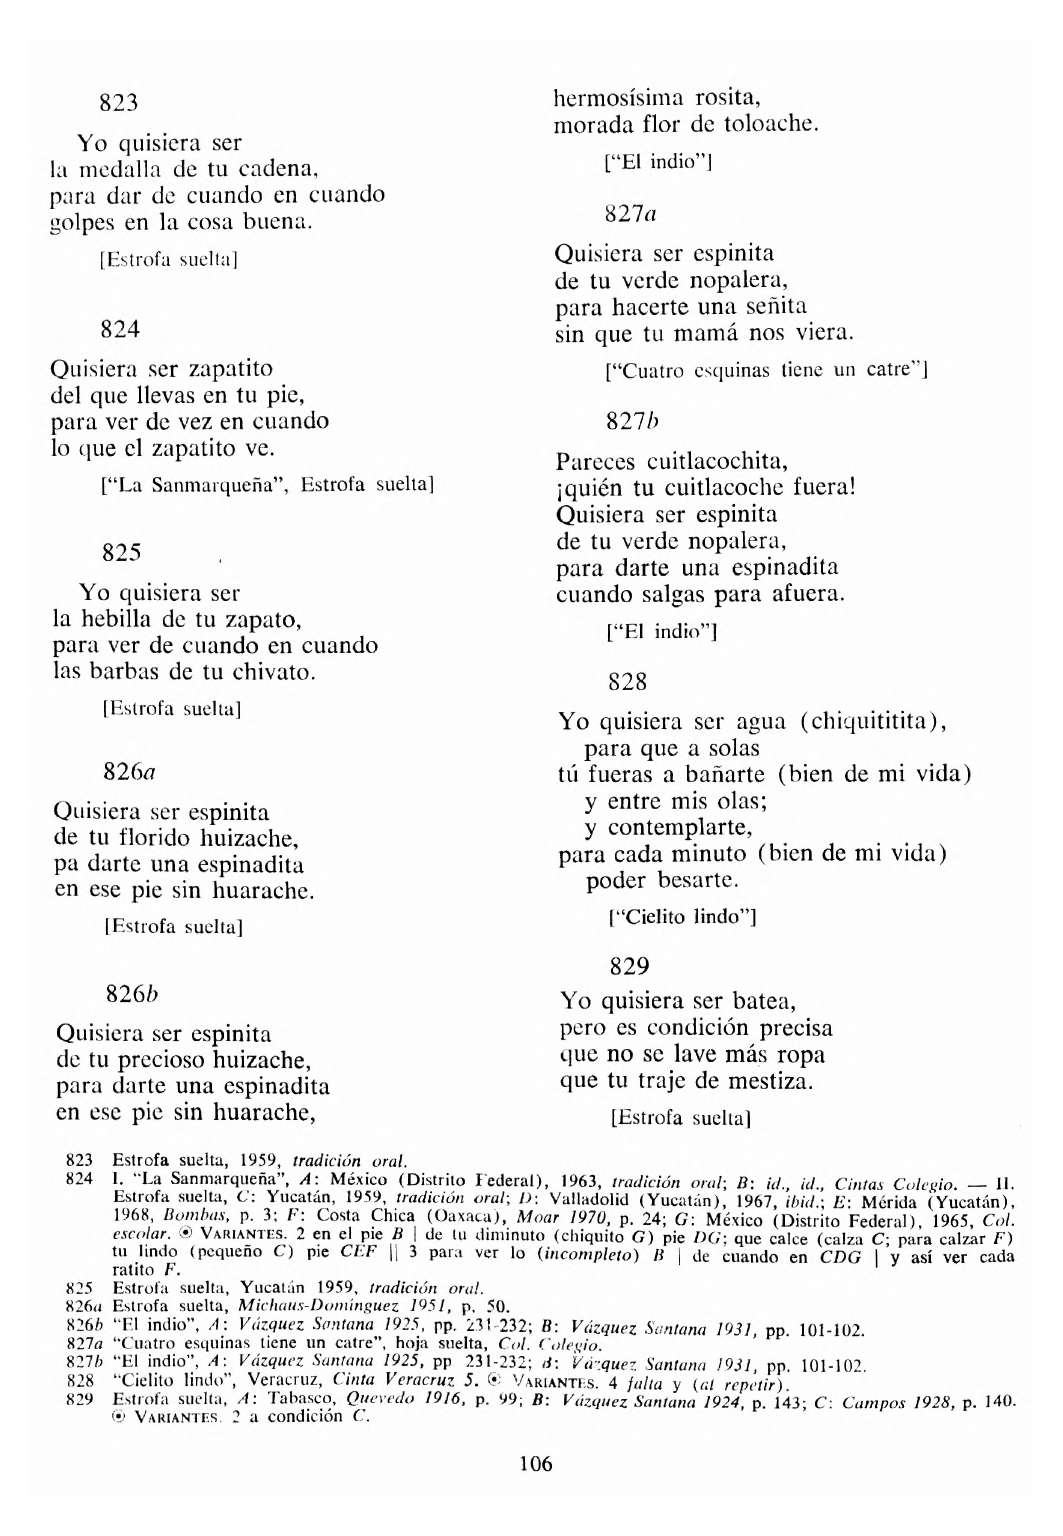 823
Yo quisiera ser
la medalla de tu cadena,
para dar de cuando en cuando
golpes en la cosa buena.
[Estrofa suelta]
824
Quisiera ser zapatito
del que llevas en tu pie,
para ver de vez en cuando
lo que el zapatito ve.
[“La Sanmarqueña”, Estrofa suelta]
825
Yo quisiera ser
la hebilla de tu zapato,
para ver de cuando en cuando
las barbas de tu chivato.
[Estrofa suelta]
826a
Quisiera ser espinita
de tu florido huizache,
pa darte una espinadita
en ese pie sin huarache.
[Estrofa suelta]
826b
Quisiera ser espinita
de tu precioso huizache,
para darte una espinadita
en ese pie sin huarache,
hermosísima rosita,
morada flor de toloache.
[“El indio”]
827a
Quisiera ser espinita
de tu verde nopalera,
para hacerte una señita
sin que tu mamá nos viera.
[“Cuatro esquinas tiene un catre”]
827b
Pareces cuitlacochita,
¡quién tu cuitlacoche fuera!
Quisiera ser espinita
de tu verde nopalera,
para darte una espinadita
cuando salgas para afuera.
[“El indio”]
828
Yo quisiera ser agua (chiquititita),
para que a solas
tú fueras a bañarte (bien de mi vida)
y entre mis olas;
y contemplarte,
para cada minuto (bien de mi vida)
poder besarte.
[“Cielito lindo”]
829
Yo quisiera ser batea,
pero es condición precisa
que no se lave más ropa
que tu traje de mestiza.
[Estrofa suelta]
823 Estrofa suelta, 1959, tradición oral.
824 I. “La Sanmarqueña”, A: México (Distrito Federal), 1963, tradición oral; B: id., id., Cintas Colegio. — II.
Estrofa suelta, C: Yucatán, 1959, tradición oral; D: Valladolid (Yucatán), 1967, ibid.; E: Mérida (Yucatán),
1968, Bombas, p. 3; F: Costa Chica (Oaxaca), Moar 1970, p. 24; G: México (Distrito Federal), 1965, Col.
escolar. ⦿ VARIANTES. 2 en el pie B | de tu diminuto (chiquito G) pie DG; que calce (calza C; para calzar F)
tu lindo (pequeño C) pie CEF || 3 para ver lo (incompleto) B | de cuando en CDG | y así ver cada
ratito F.
825 Estrofa suelta, Yucatán 1959, tradición oral.
826a Estrofa suelta, Michaus-Domínguez 1951, p. 50.
826b “El indio”, A: Vázquez Santana 1925, pp. 231-232; B: Vázquez Santana 1931, pp. 101-102.
827a “Cuatro esquinas tiene un catre”, hoja suelta, Col. Colegio.
827b “El indio”, A: Vázquez Santana 1925, pp 231-232; B: Vázquez Santana 1931, pp. 101-102.
828 “Cielito lindo”, Veracruz, Cinta Veracruz 5. ⦿ VARIANTES. 4 falta y (al repetir).
829 Estrofa suelta, A: Tabasco, Quevedo 1916, p. 99; B: Vázquez Santana 1924, p. 143; C: Campos 1928, p. 140.
⦿ VARIANTES. 2 a condición C.
106